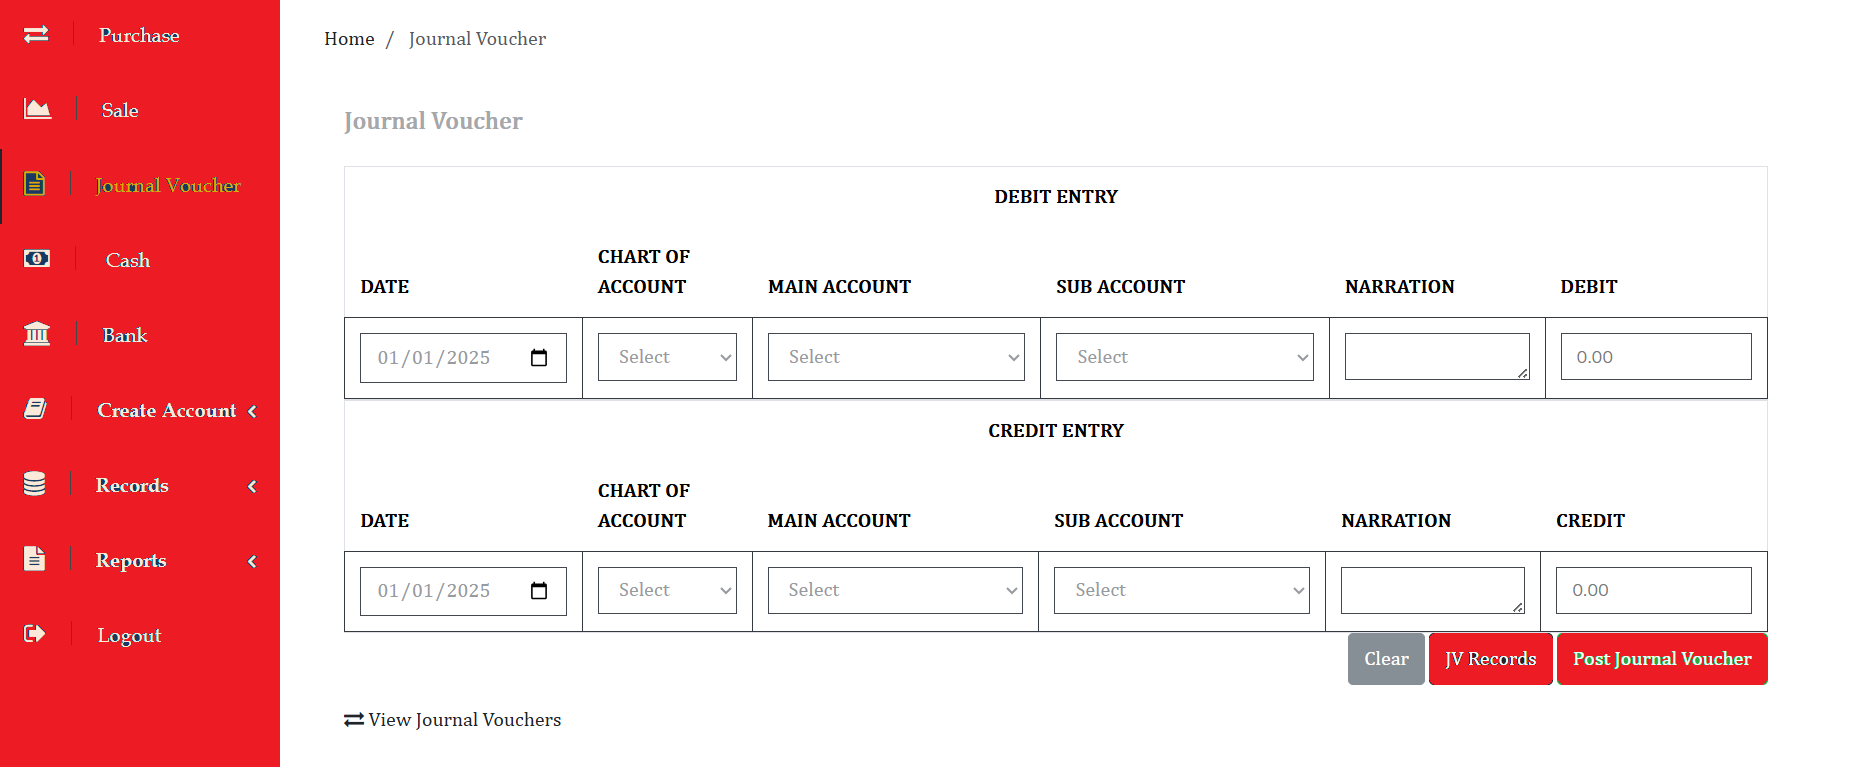 Purchase
Sale
Journal Voucher
Cash
Bank
Create Account
Records
Reports
Logout
Home / Journal Voucher
Journal Voucher
DEBIT ENTRY
DATE CHART OF ACCOUNT MAIN ACCOUNT SUB ACCOUNT NARRATION DEBIT
01/01/2025 Select Select Select 0.00
CREDIT ENTRY
DATE CHART OF ACCOUNT MAIN ACCOUNT SUB ACCOUNT NARRATION CREDIT
01/01/2025 Select Select Select 0.00
Clear JV Records Post Journal Voucher
View Journal Vouchers